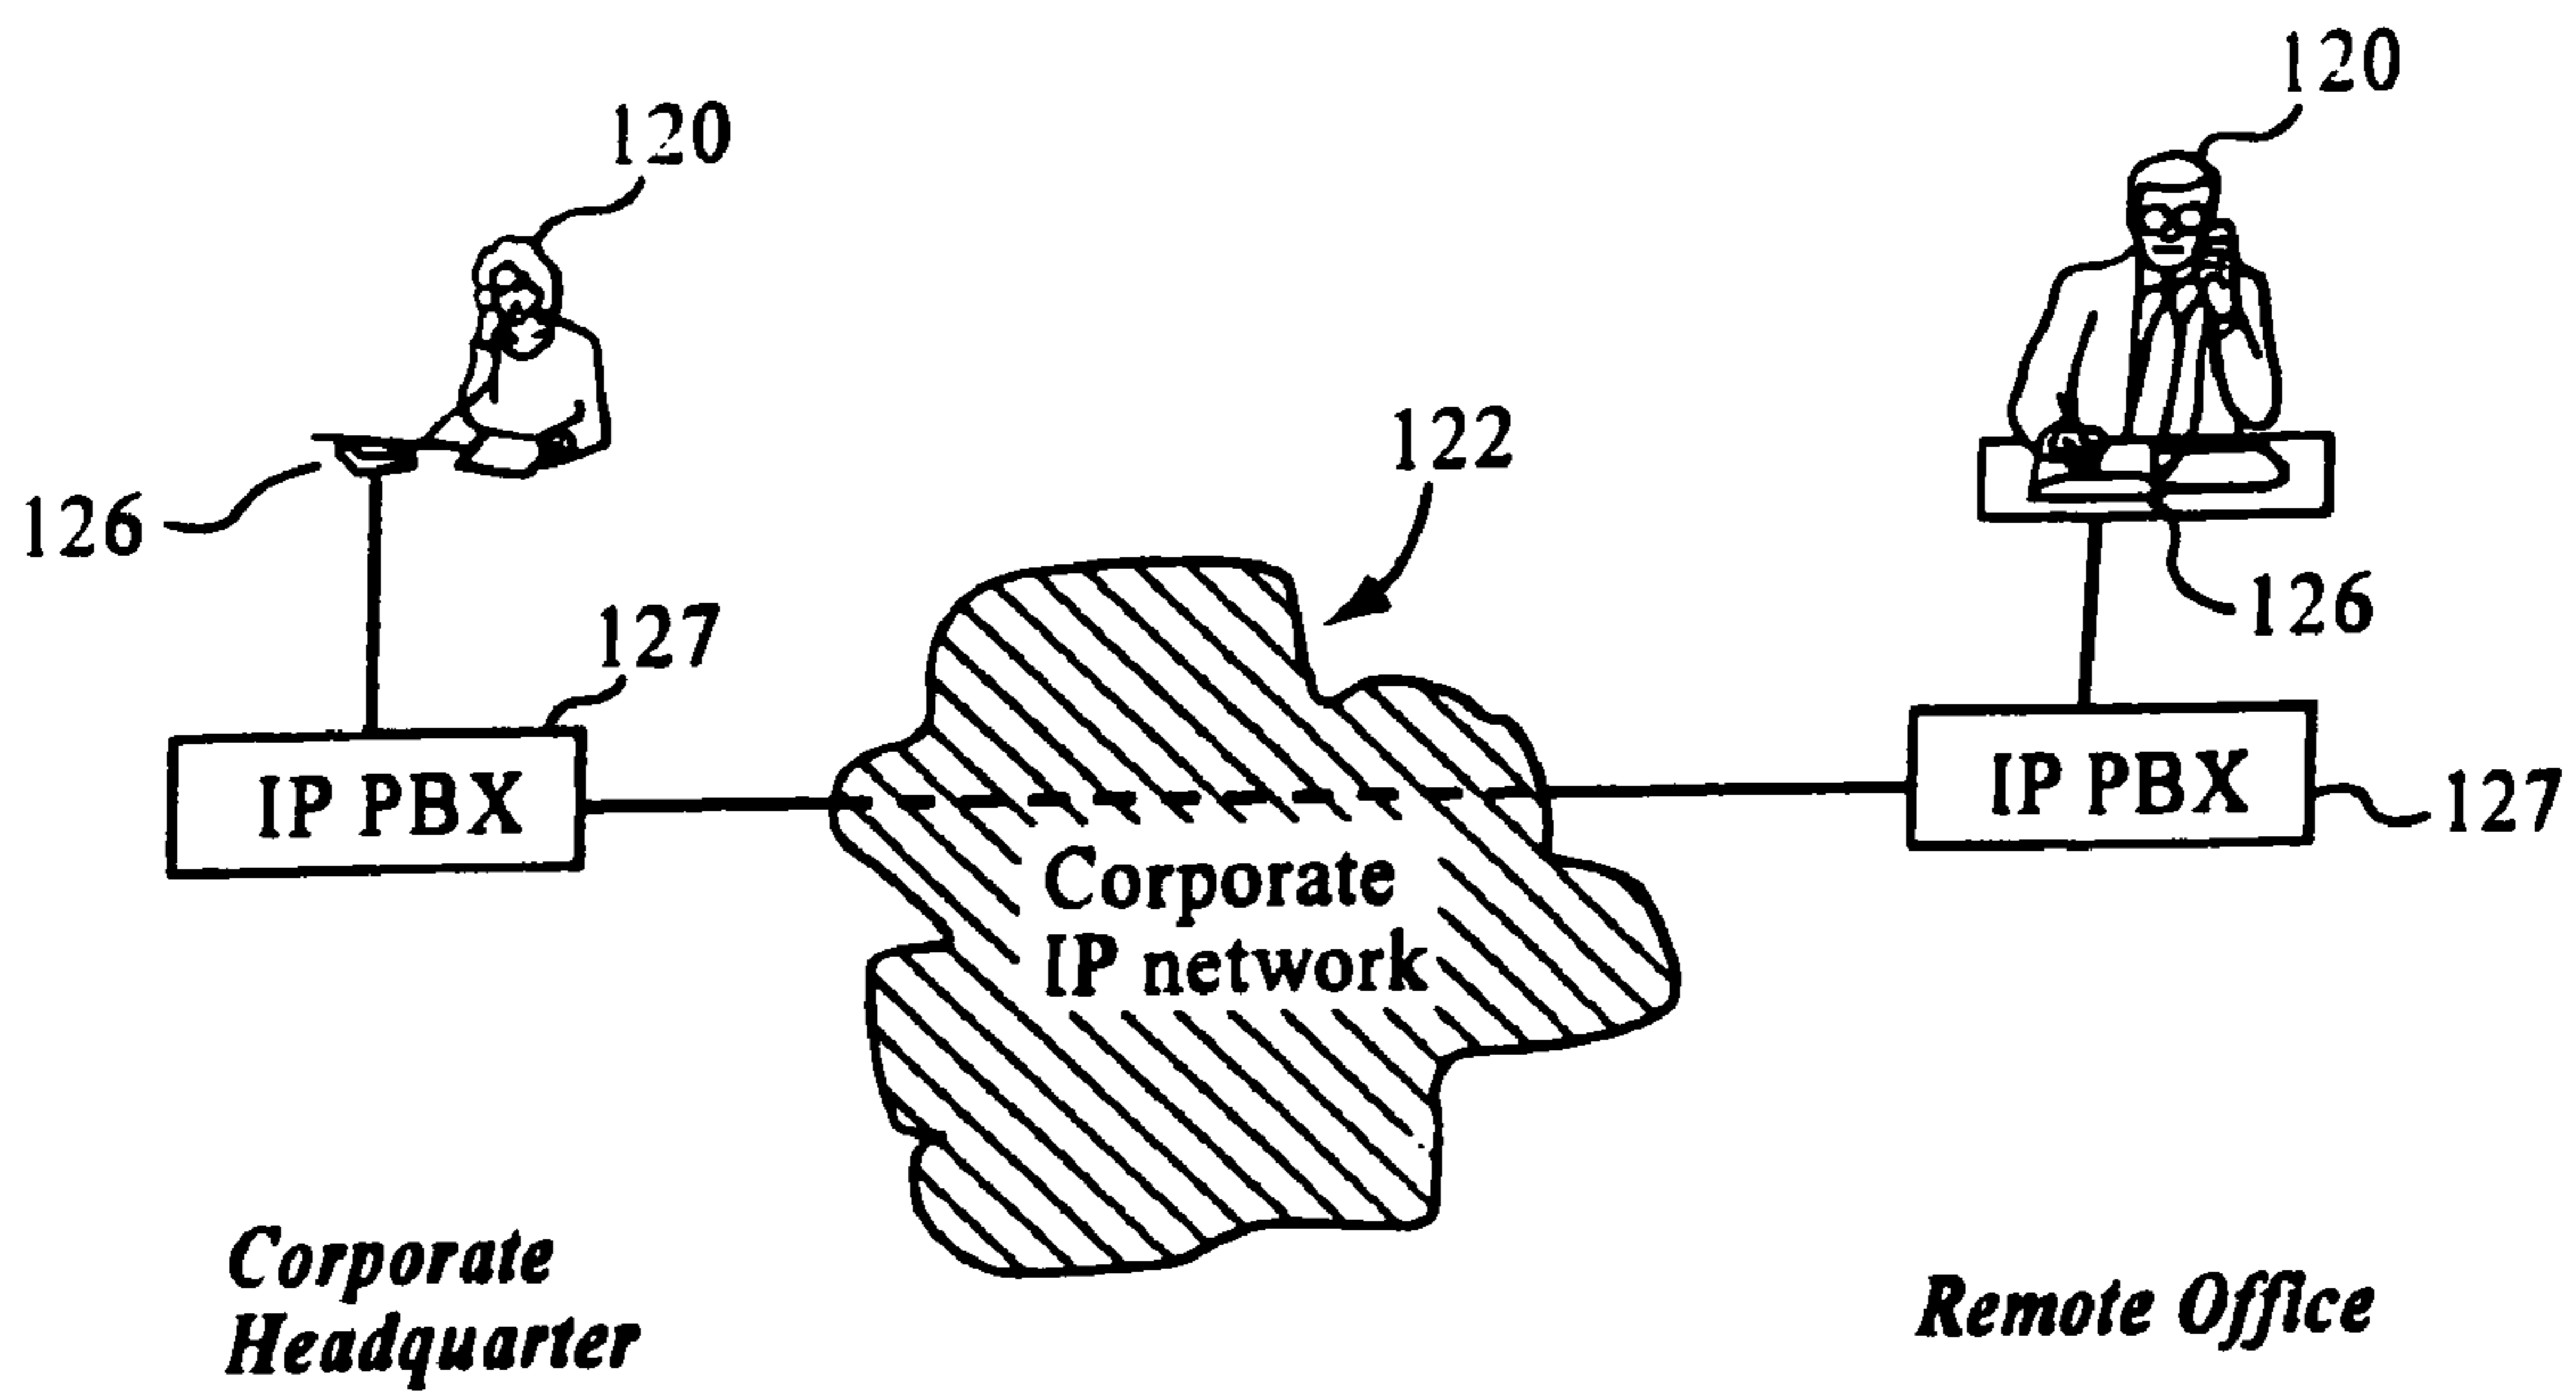 120
120
122
126
126
127
IP PBX
IP PBX
127
Corporate
IP network
Corporate
Headquarter
Remote Office